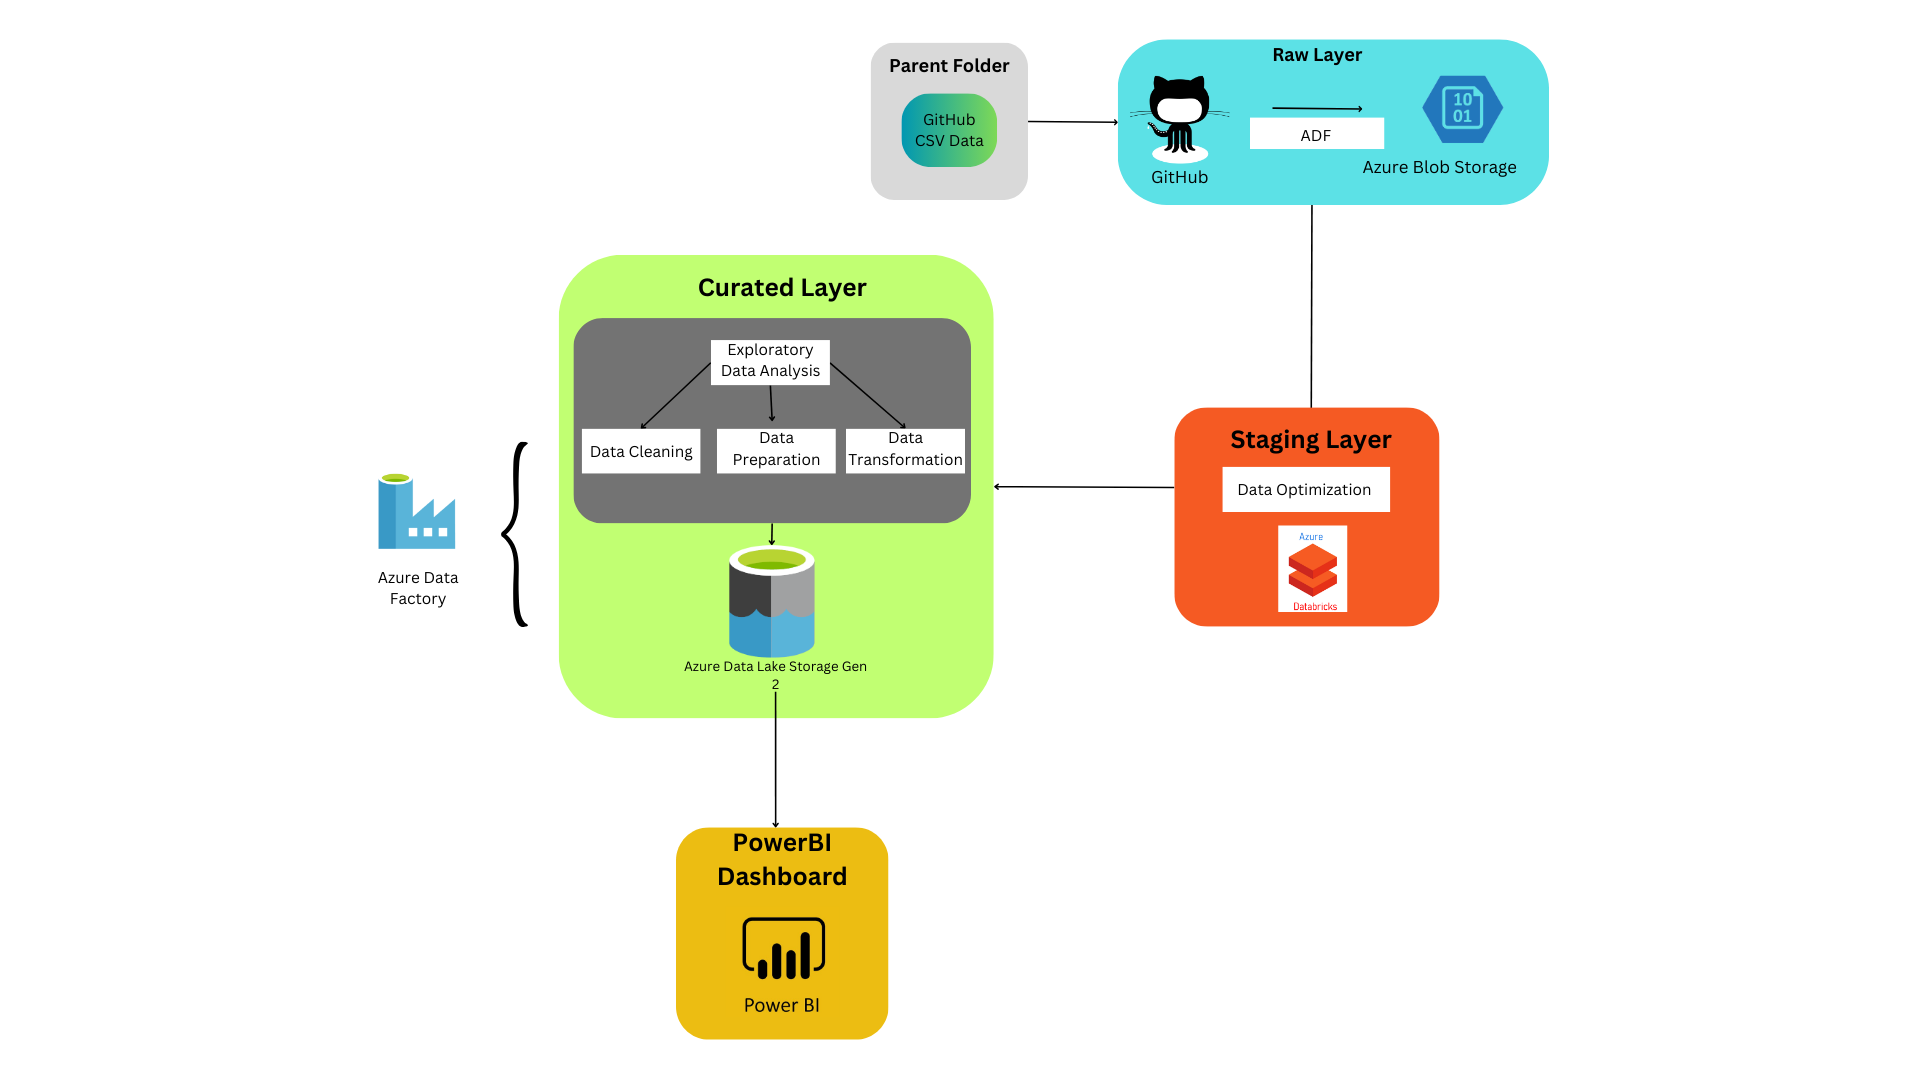 Parent Folder
GitHub
CSV Data
Raw Layer
GitHub
ADF
10
01
Azure Blob Storage
Curated Layer
Exploratory
Data Analysis
Data Cleaning
Data
Preparation
Data
Transformation
Azure Data Lake Storage Gen
2
Staging Layer
Data Optimization
Azure
Databricks
Azure Data
Factory
PowerBI
Dashboard
Power BI